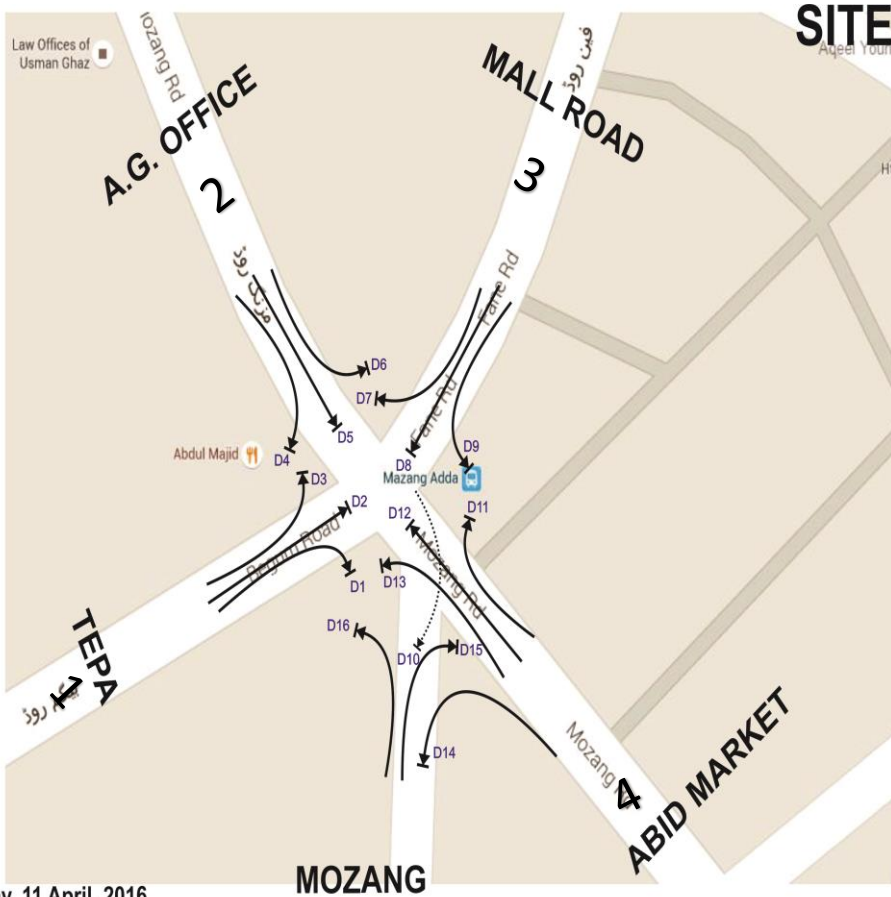 SITE
Law Offices of
Usman Ghaz
ozang Rd
A.G. OFFICE
2
مزنگ روڈ
MALL ROAD
فین روڈ
3
Fane Rd
Fane Rd
D6
D7
D5
D4
D3
D2
D1
D8
D9
D11
D12
D13
D16
D10
D15
D14
Abdul Majid
Mazang Adda
Begum Road
Mozang Rd
TEPA
1
روڈ
Mozang
4
ABID MARKET
MOZANG
11 April, 2016